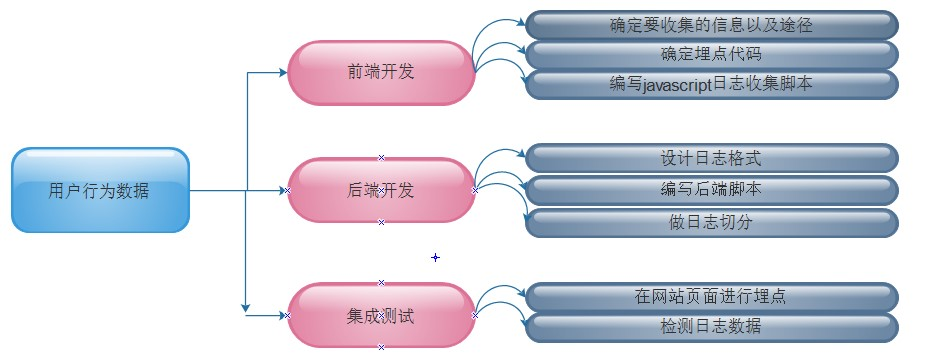 用户行为数据
前端开发
确定要收集的信息以及途径
确定埋点代码
编写javascript日志收集脚本
后端开发
设计日志格式
编写后端脚本
做日志切分
集成测试
在网站页面进行埋点
检测日志数据